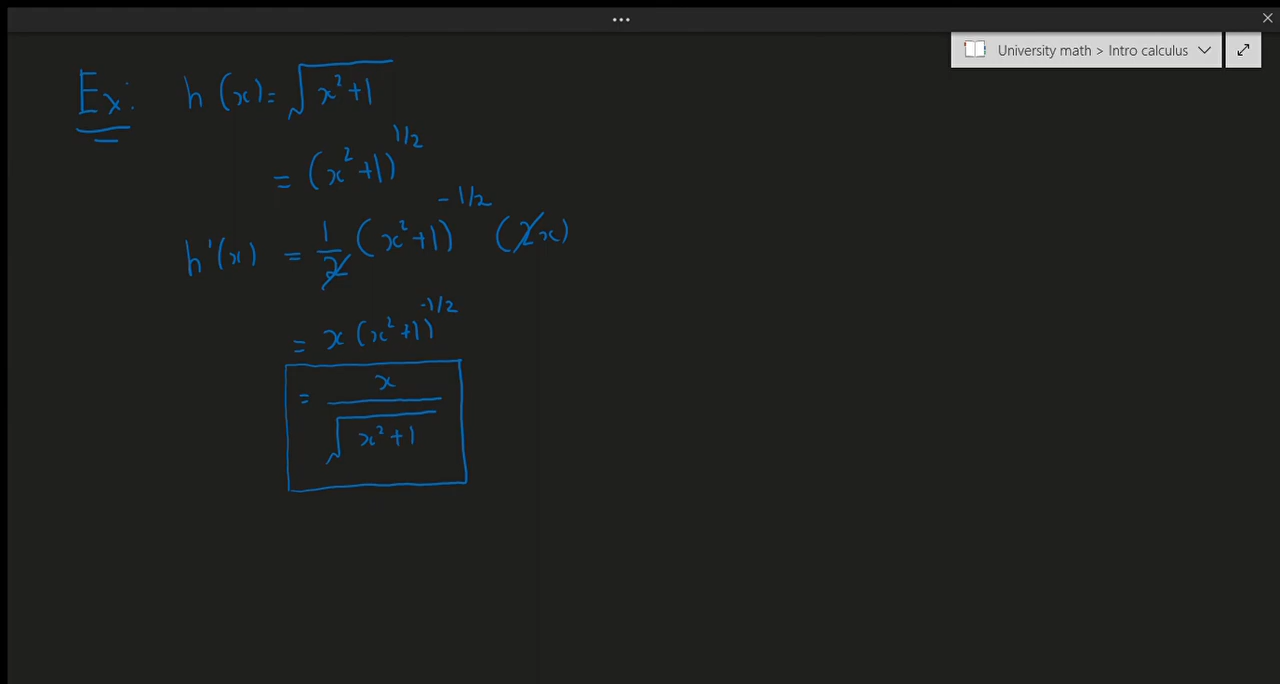 ...
University math > Intro calculus
Ex: h(x) = √(x²+1)
= (x²+1)^1/2
h'(x) = 1/2 (x²+1)^-1/2 (2x)
= x (x²+1)^-1/2
= x/√(x²+1)